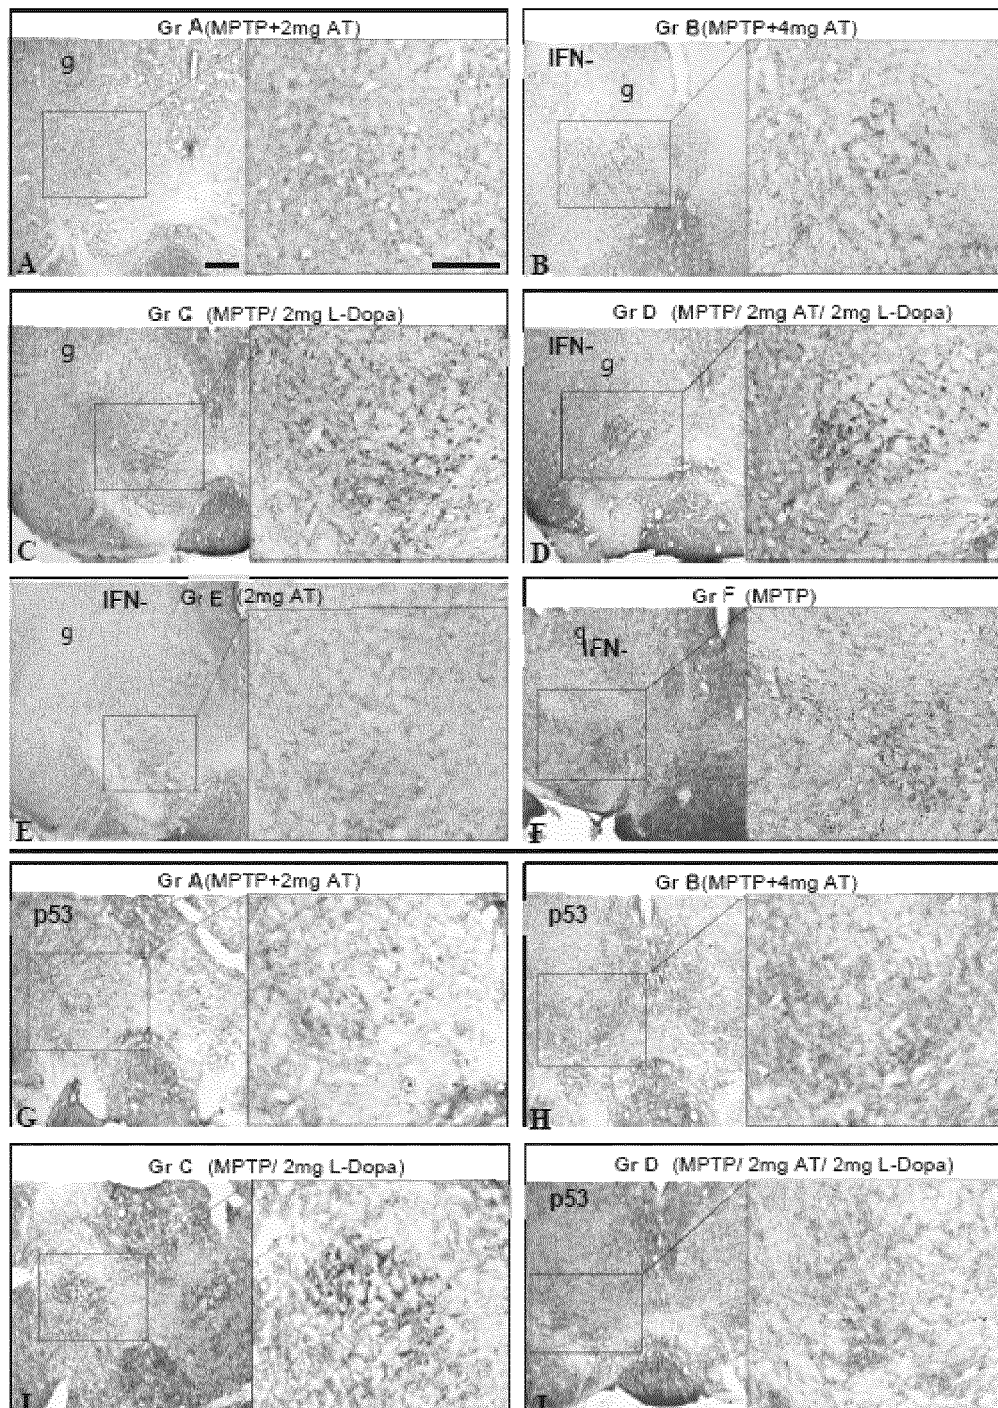 Gr A(MPTP+2mg AT)
g
A
Gr B(MPTP+4mg AT)
IFN-
g
B
Gr C (MPTP/ 2mg L-Dopa)
g
C
Gr D (MPTP/ 2mg AT/ 2mg L-Dopa)
IFN-
g
D
IFN- Gr E (2mg AT)
g
E
Gr F (MPTP)
g
IFN-
F
Gr A(MPTP+2mg AT)
p53
G
Gr B(MPTP+4mg AT)
p53
H
Gr C (MPTP/ 2mg L-Dopa)
Gr D (MPTP/ 2mg AT/ 2mg L-Dopa)
p53